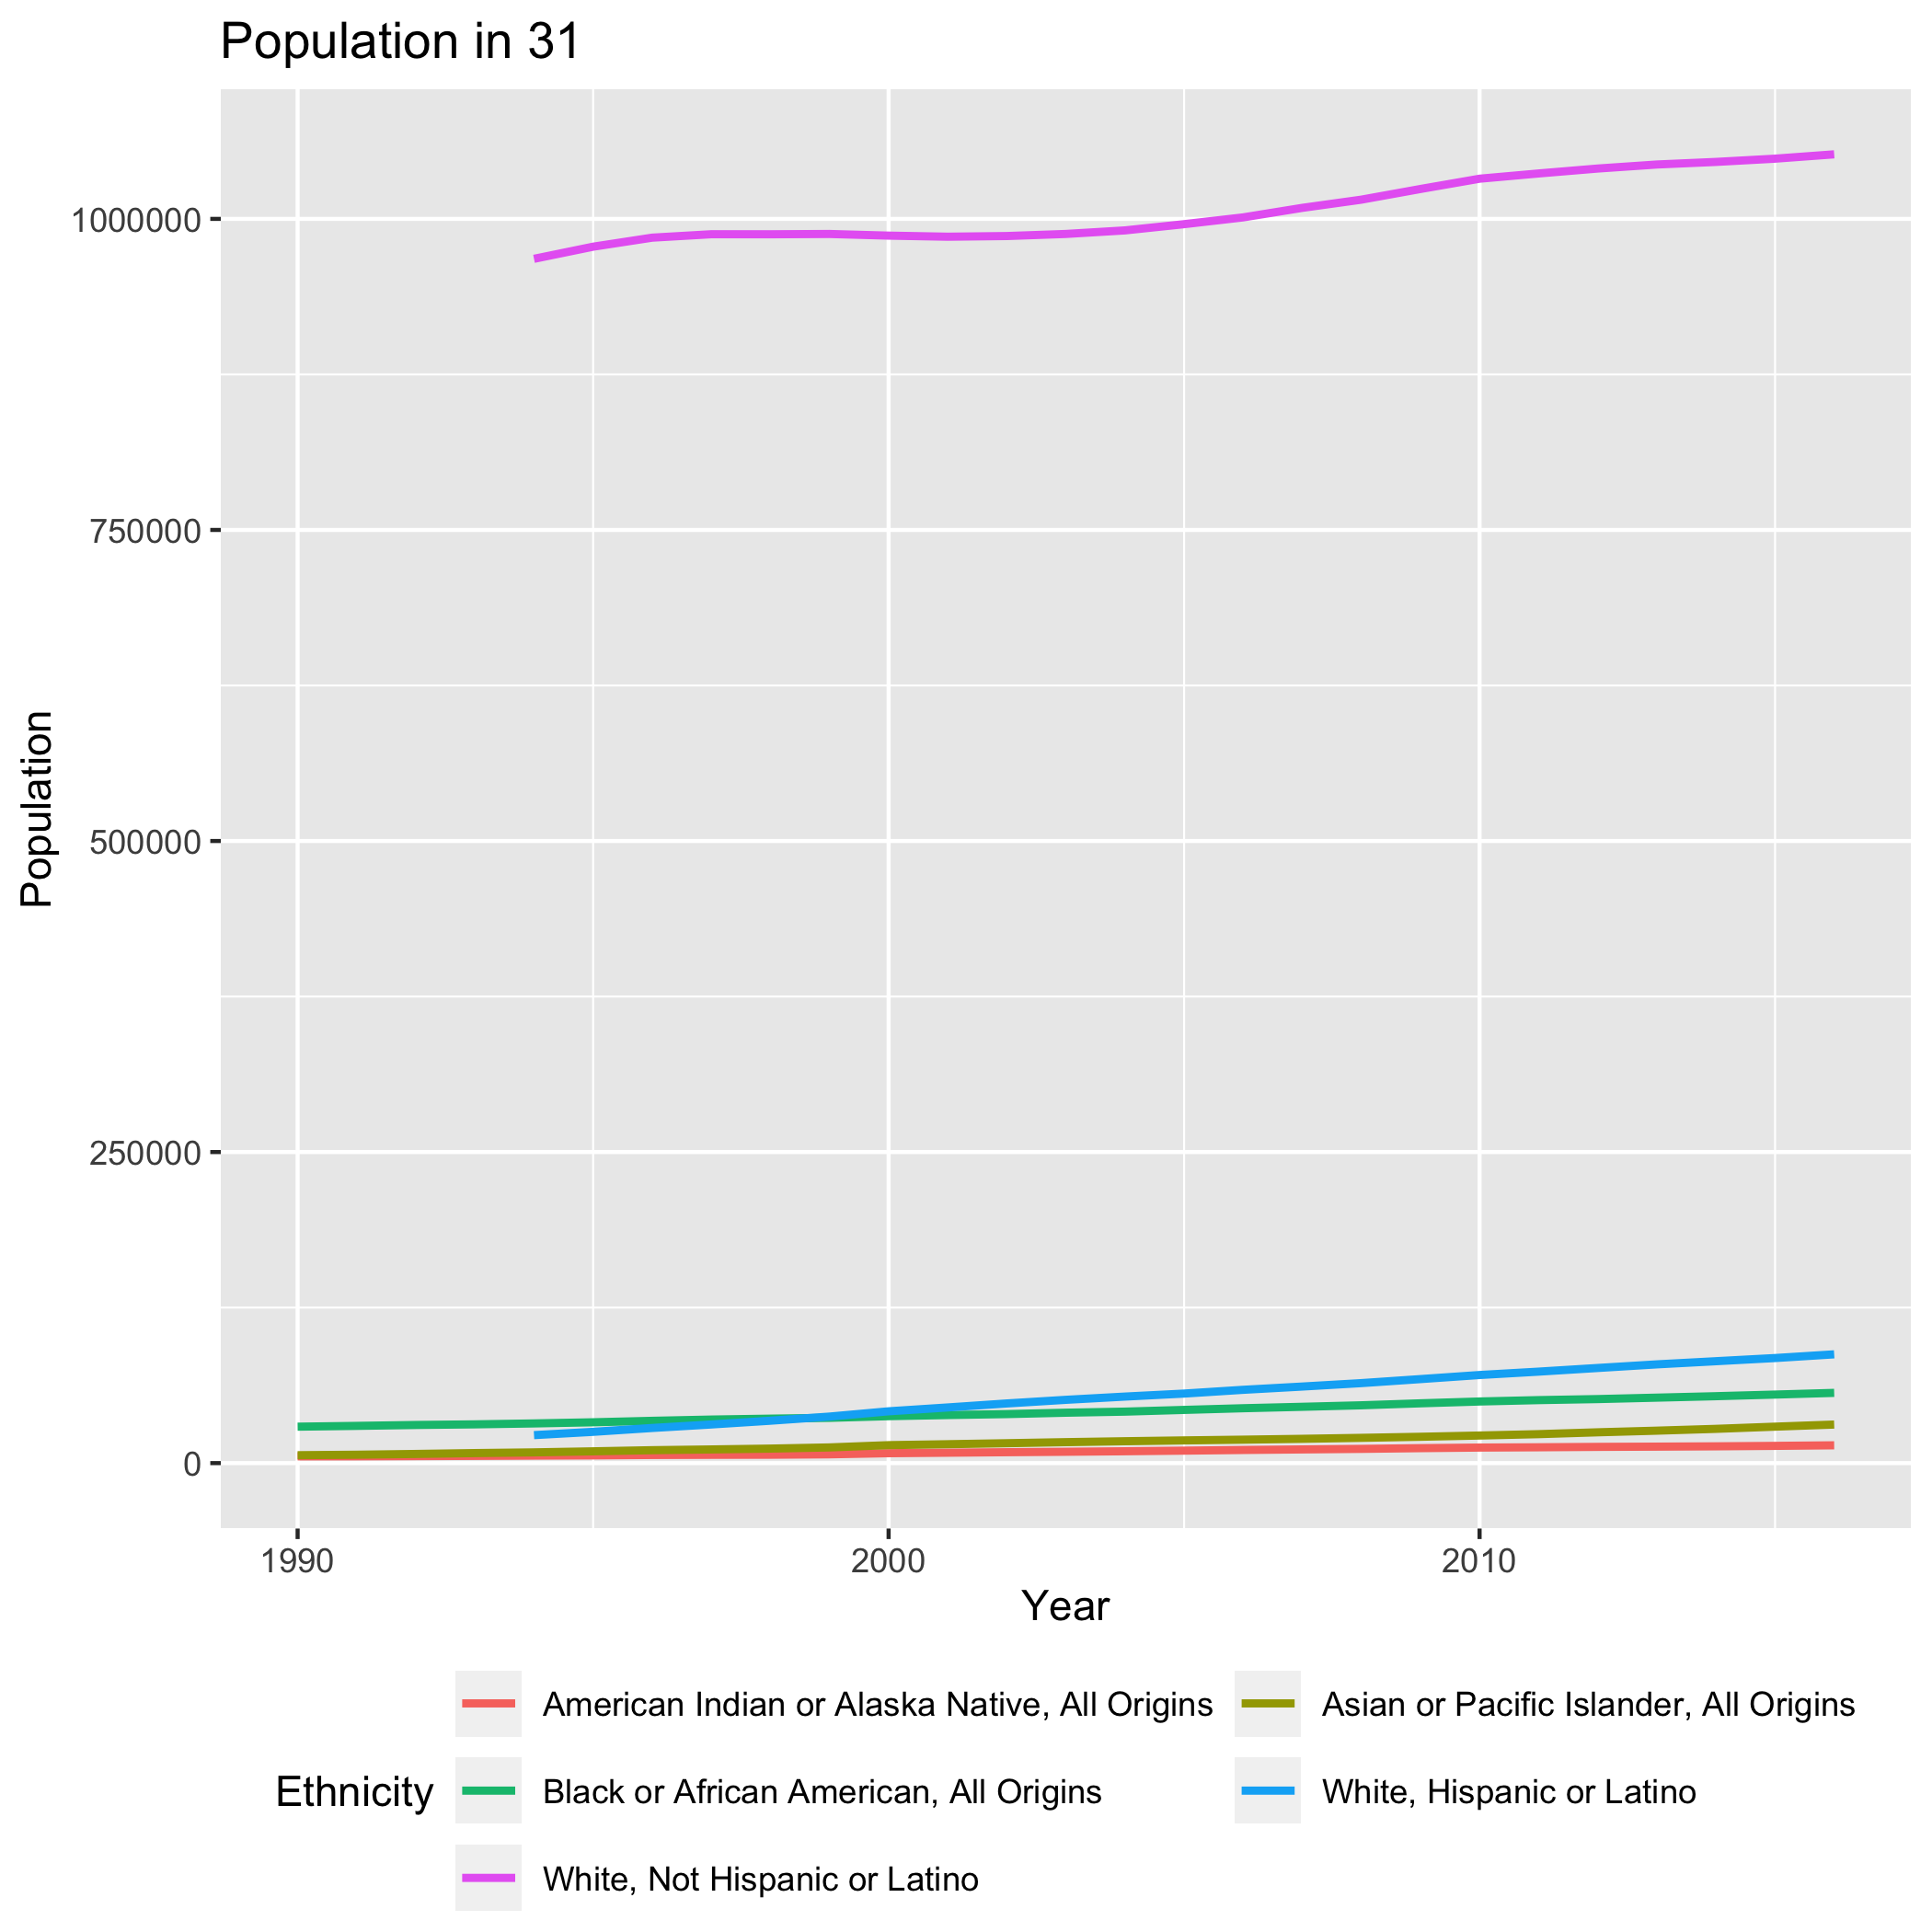 Population in 31
Population
1000000
750000
500000
250000
0
1990
2000
2010
Year
Ethnicity
American Indian or Alaska Native, All Origins
Asian or Pacific Islander, All Origins
Black or African American, All Origins
White, Hispanic or Latino
White, Not Hispanic or Latino